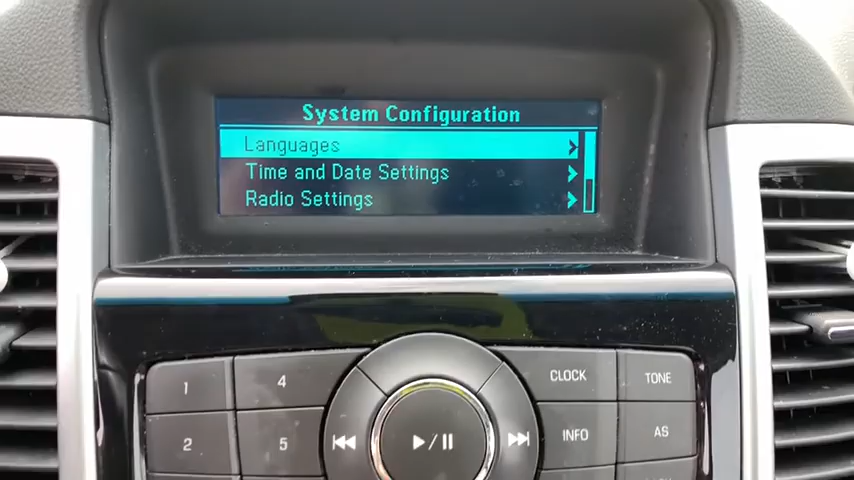 System Configuration
Languages
Time and Date Settings
Radio Settings
1
4
CLOCK
TONE
2
5
INFO
AS